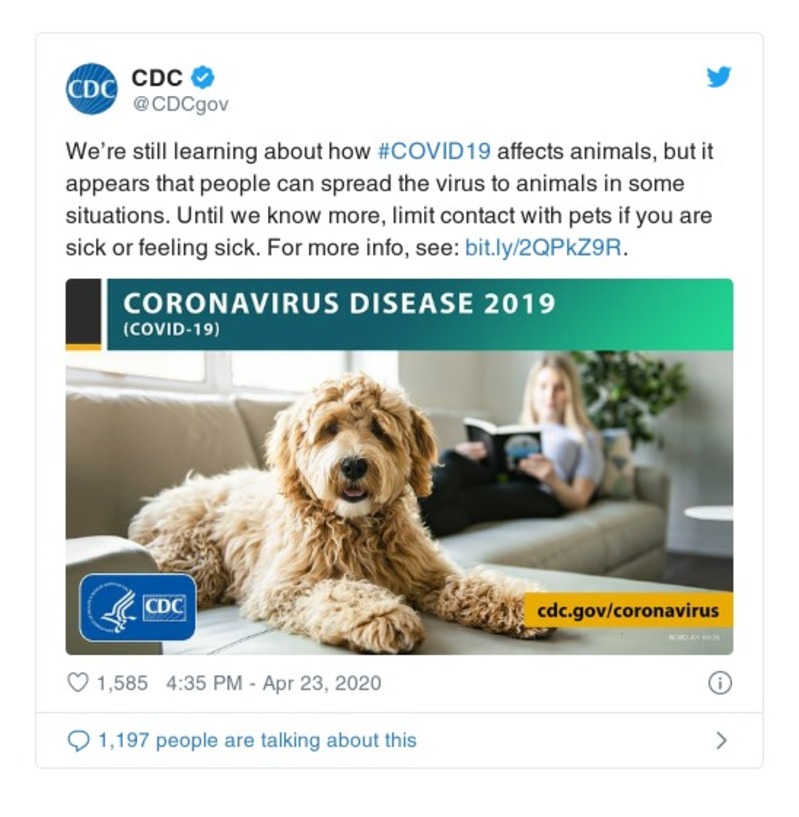 CDC
CDC
@CDCgov
We’re still learning about how #COVID19 affects animals, but it
appears that people can spread the virus to animals in some
situations. Until we know more, limit contact with pets if you are
sick or feeling sick. For more info, see: bit.ly/2QPkZ9R.
CORONAVIRUS DISEASE 2019
(COVID-19)
CDC
cdc.gov/coronavirus
1,585 4:35 PM - Apr 23, 2020
1,197 people are talking about this